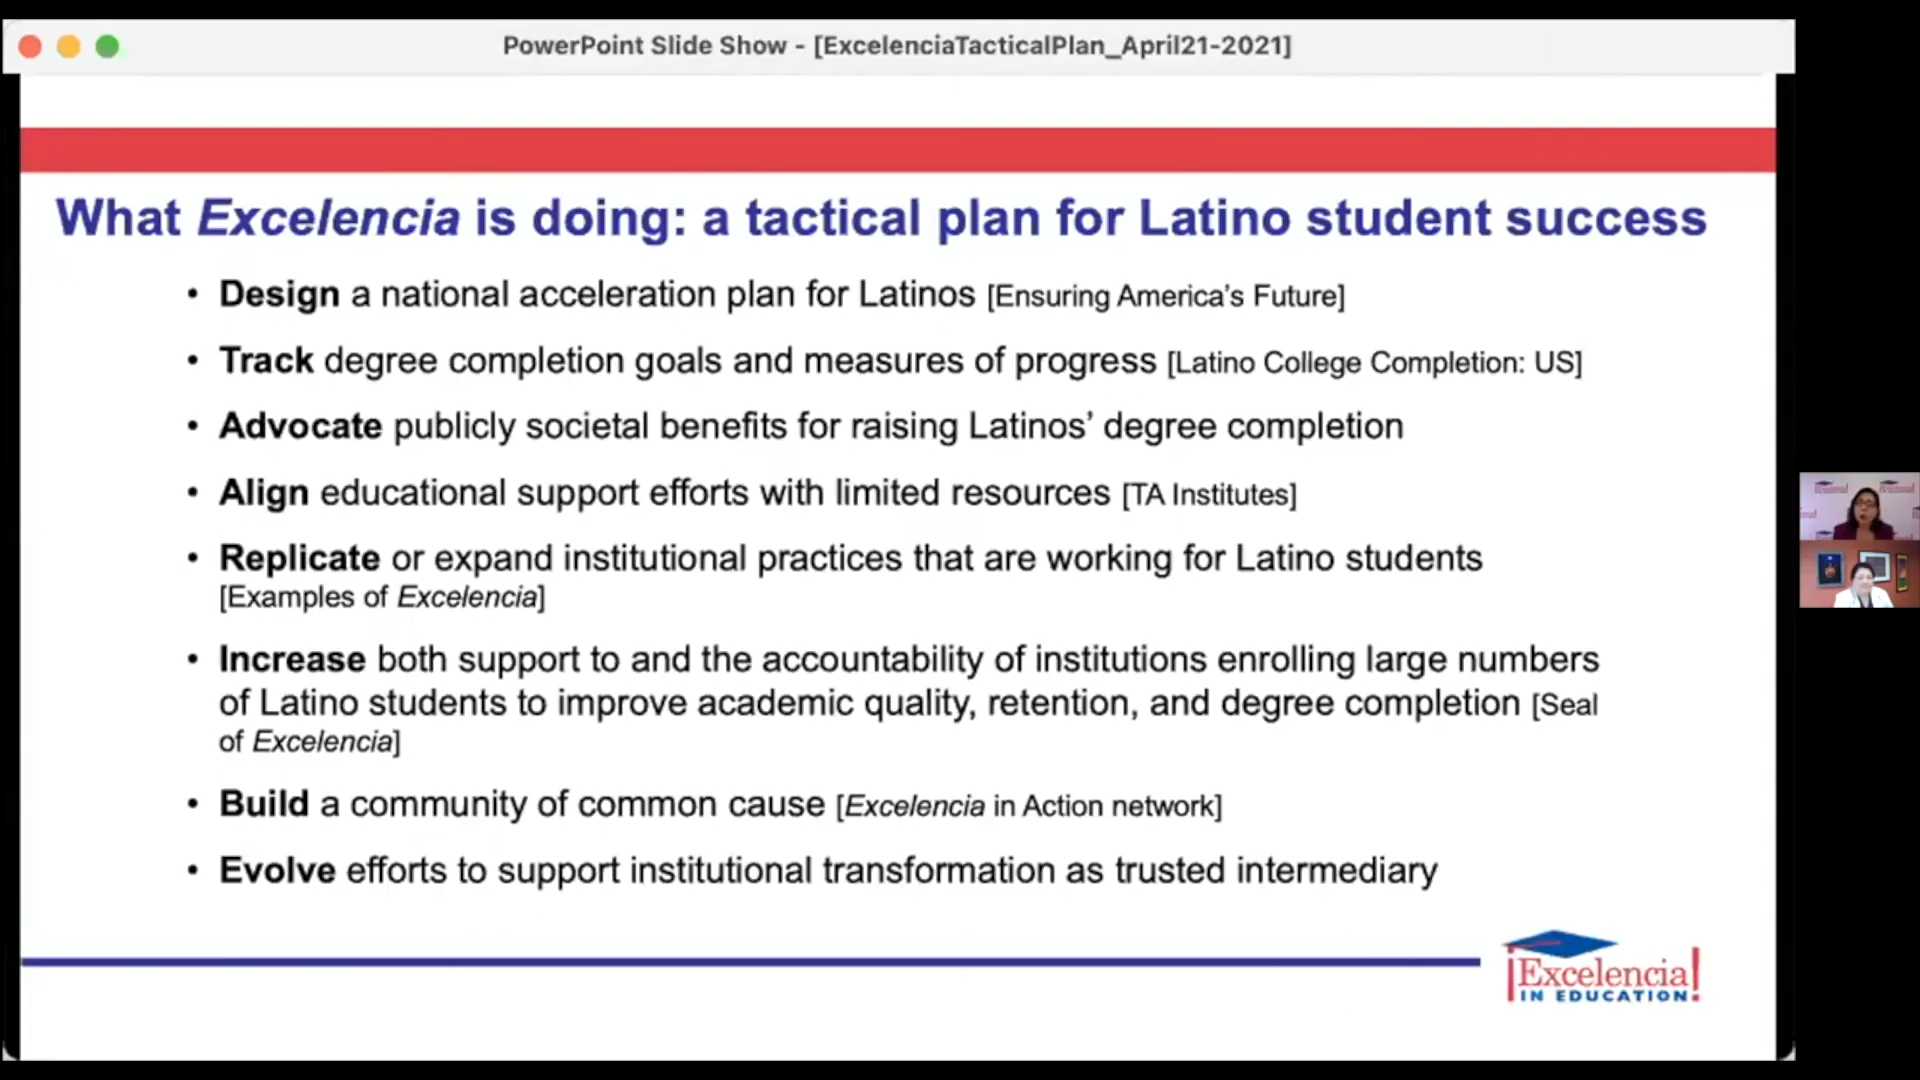 PowerPoint Slide Show - [ExcelenciaTacticalPlan_April21-2021]
What Excelencia is doing: a tactical plan for Latino student success
• Design a national acceleration plan for Latinos [Ensuring America's Future]
• Track degree completion goals and measures of progress [Latino College Completion: US]
• Advocate publicly societal benefits for raising Latinos' degree completion
• Align educational support efforts with limited resources [TA Institutes]
• Replicate or expand institutional practices that are working for Latino students
[Examples of Excelencia]
• Increase both support to and the accountability of institutions enrolling large numbers
of Latino students to improve academic quality, retention, and degree completion [Seal
of Excelencia]
• Build a community of common cause [Excelencia in Action network]
• Evolve efforts to support institutional transformation as trusted intermediary
¡Excelencia!
IN EDUCATION